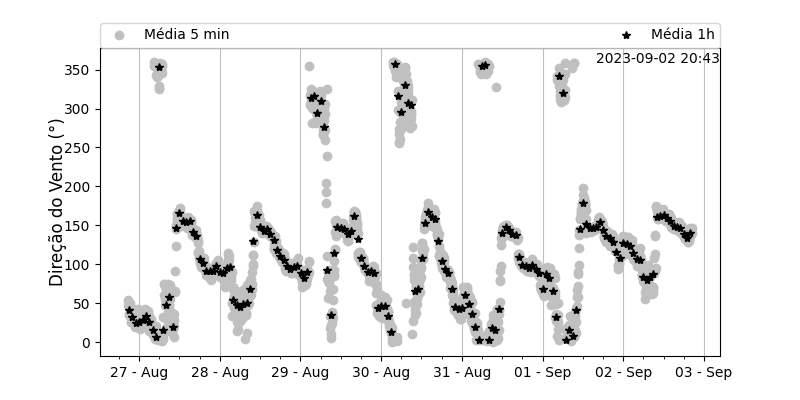 Média 5 min
Média 1h
2023-09-02 20:43
Direção do Vento (°)
350
300
250
200
150
100
50
0
27 - Aug
28 - Aug
29 - Aug
30 - Aug
31 - Aug
01 - Sep
02 - Sep
03 - Sep